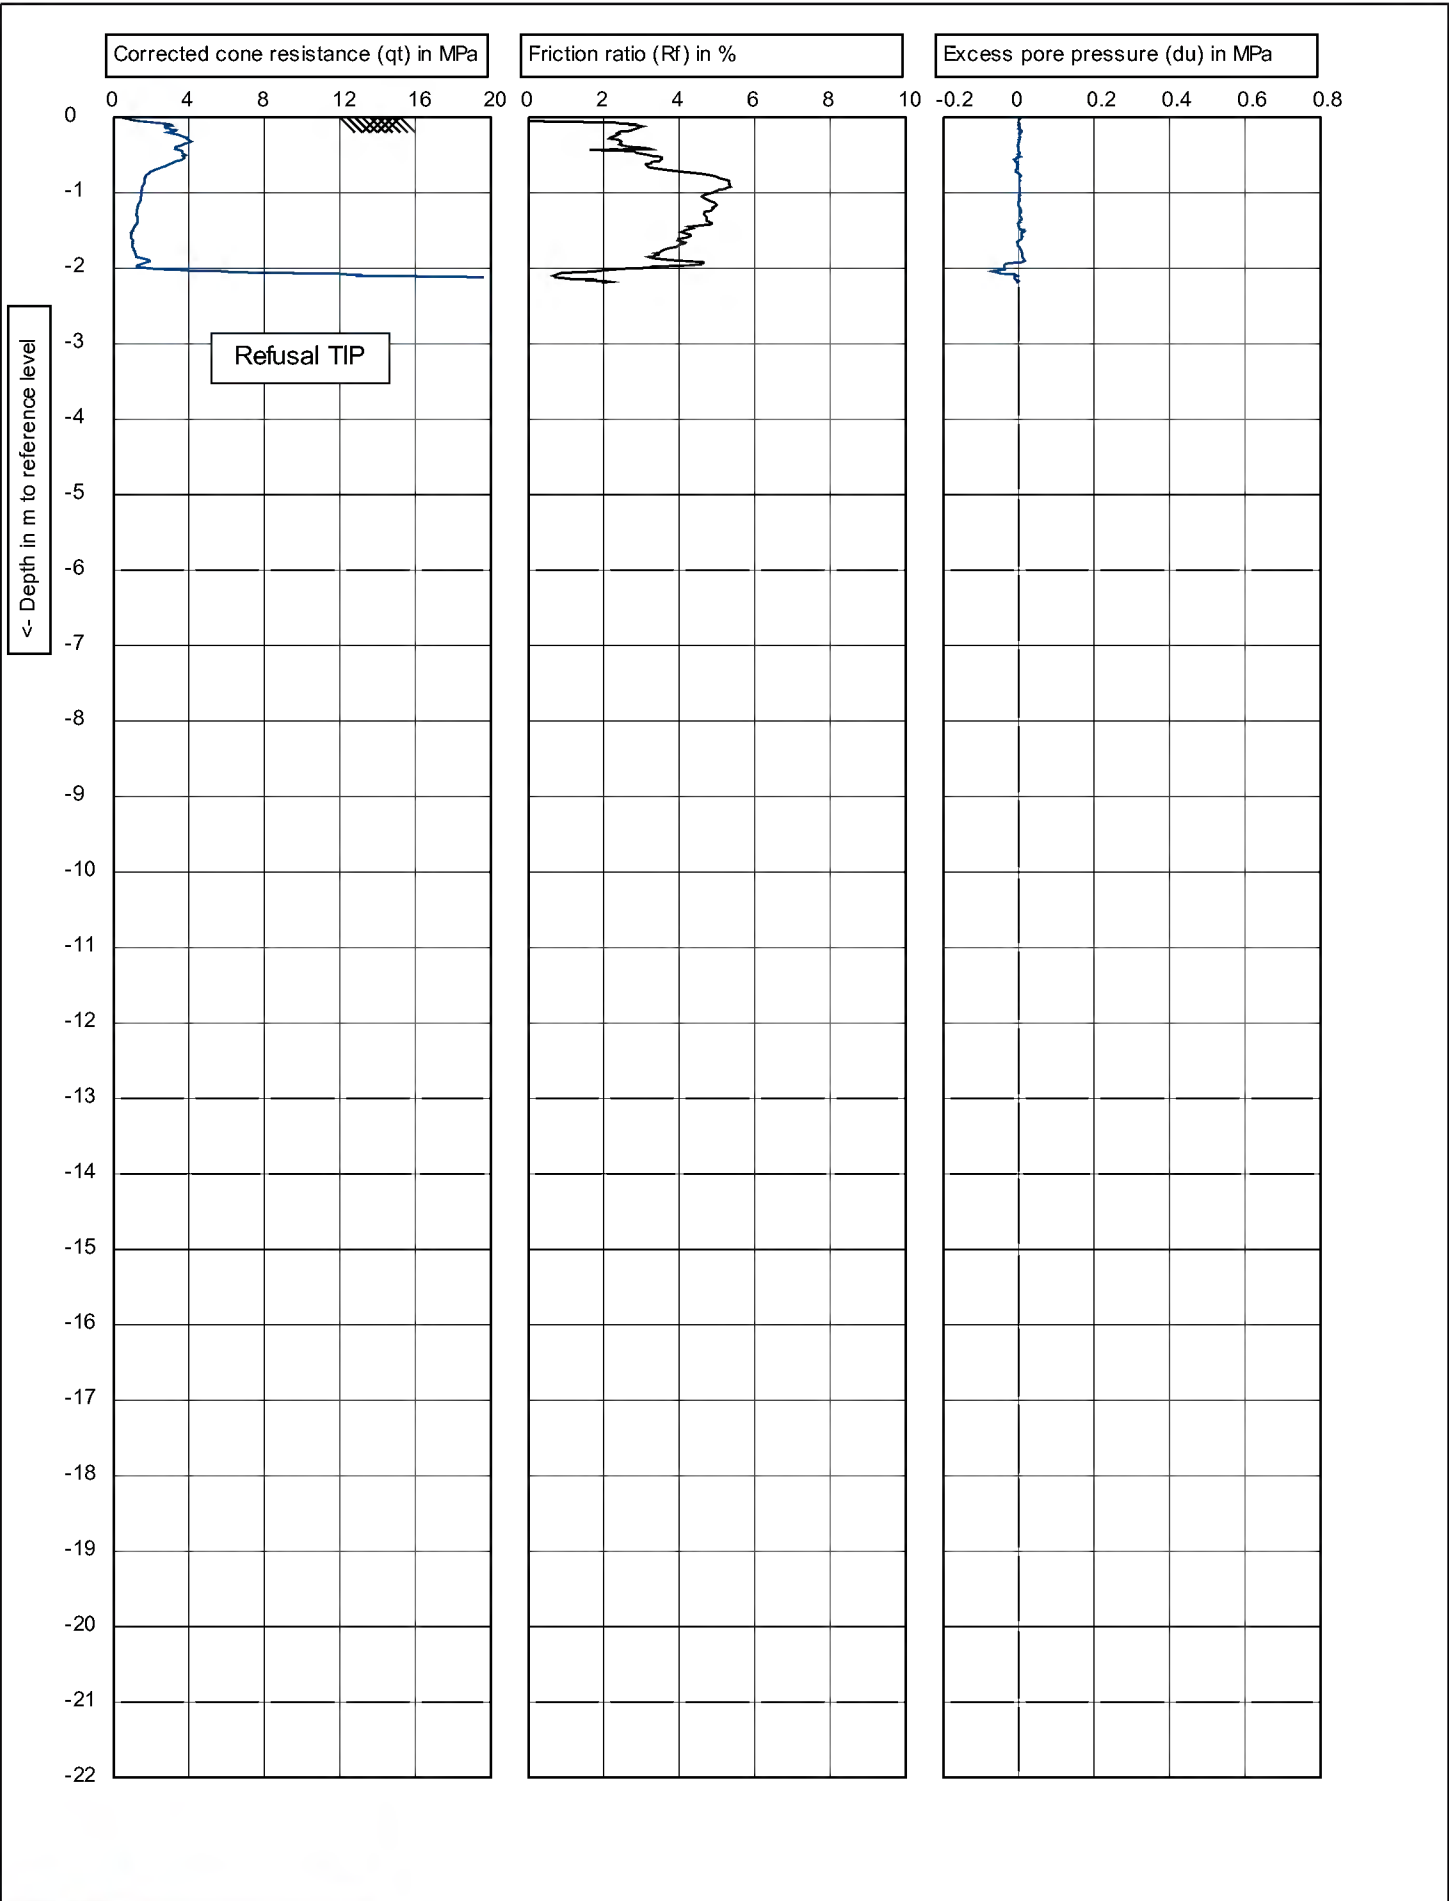 Corrected cone resistance (qt) in MPa
Friction ratio (Rf) in %
Excess pore pressure (du) in MPa
0 4 8 12 16 20
0 2 4 6 8 10
-0.2 0 0.2 0.4 0.6 0.8
0
-1
-2
-3
-4
-5
-6
-7
-8
-9
-10
-11
-12
-13
-14
-15
-16
-17
-18
-19
-20
-21
-22
<- Depth in m to reference level
Refusal TIP